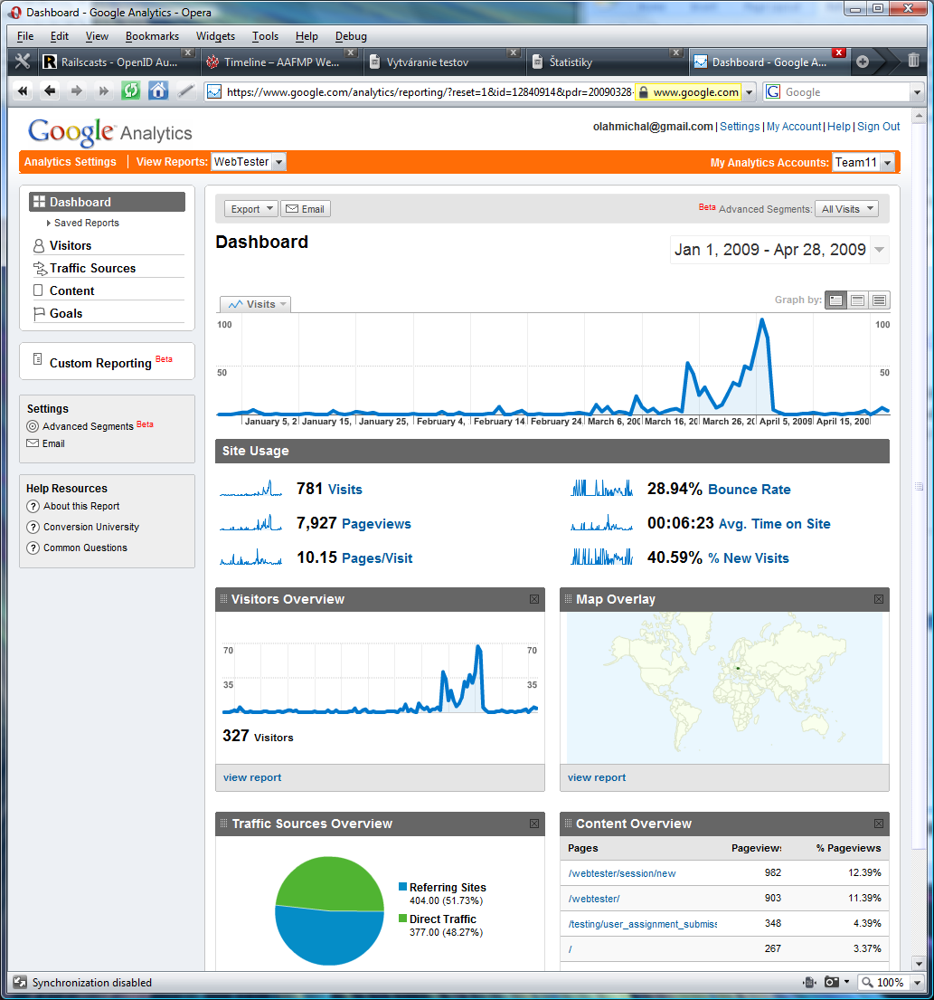 Dashboard - Google Analytics - Opera
File Edit View Bookmarks Widgets Tools Help Debug
Railscasts - OpenID Au... Timeline – AAFMP We... Vytváranie testov Štatistiky Dashboard - Google A...
https://www.google.com/analytics/reporting/?reset=1&id=12840914&pdr=20090328- www.google.com Google
Google Analytics
olahmichal@gmail.com | Settings | My Account | Help | Sign Out
Analytics Settings View Reports: WebTester My Analytics Accounts: Team11
Dashboard
Saved Reports
Visitors
Traffic Sources
Content
Goals
Custom Reporting Beta
Settings
Advanced Segments Beta
Email
Help Resources
About this Report
Conversion University
Common Questions
Export Email Beta Advanced Segments: All Visits
Dashboard
Jan 1, 2009 - Apr 28, 2009
Visits Graph by:
100 100
50 50
January 5, 2 January 15, January 25, February 4, February 14 February 24 March 6, 200 March 16, 20 March 26, 20 April 5, 2009 April 15, 200
Site Usage
781 Visits 28.94% Bounce Rate
7,927 Pageviews 00:06:23 Avg. Time on Site
10.15 Pages/Visit 40.59% % New Visits
Visitors Overview
70 70
35 35
327 Visitors
view report
Map Overlay
view report
Traffic Sources Overview
Referring Sites
404.00 (51.73%)
Direct Traffic
377.00 (48.27%)
Content Overview
Pages Pageviews % Pageviews
/webtester/session/new 982 12.39%
/webtester/ 903 11.39%
/testing/user_assignment_submiss 348 4.39%
/ 267 3.37%
Synchronization disabled 100%